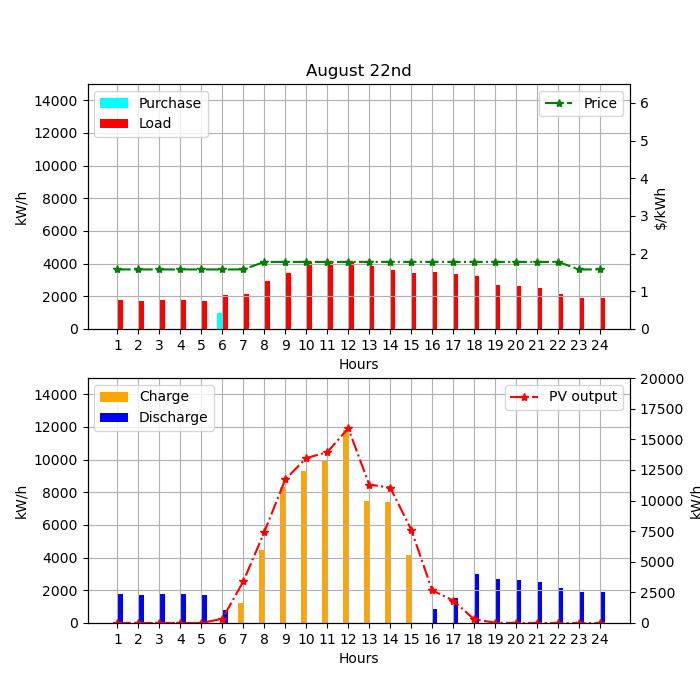 August 22nd
Purchase
Load
Price
14000
12000
10000
8000
6000
4000
2000
0
kW/h
6
5
4
3
2
1
0
$/kWh
1 2 3 4 5 6 7 8 9 10 11 12 13 14 15 16 17 18 19 20 21 22 23 24
Hours
Charge
Discharge
PV output
14000
12000
10000
8000
6000
4000
2000
0
kW/h
20000
17500
15000
12500
10000
7500
5000
2500
0
kW/h
1 2 3 4 5 6 7 8 9 10 11 12 13 14 15 16 17 18 19 20 21 22 23 24
Hours